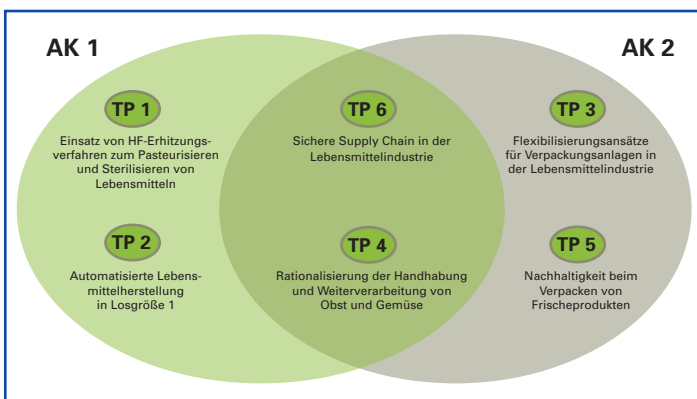 AK 1
AK 2
TP 1
Einsatz von HF-Erhitzungs-
verfahren zum Pasteurisieren
und Sterilisieren von
Lebensmitteln
TP 6
Sichere Supply Chain in der
Lebensmittelindustrie
TP 3
Flexibilisierungsansätze
für Verpackungsanlagen in
der Lebensmittelindustrie
TP 2
Automatisierte Lebens-
mittelherstellung
in Losgröße 1
TP 4
Rationalisierung der Handhabung
und Weiterverarbeitung von
Obst und Gemüse
TP 5
Nachhaltigkeit beim
Verpacken von
Frischeprodukten